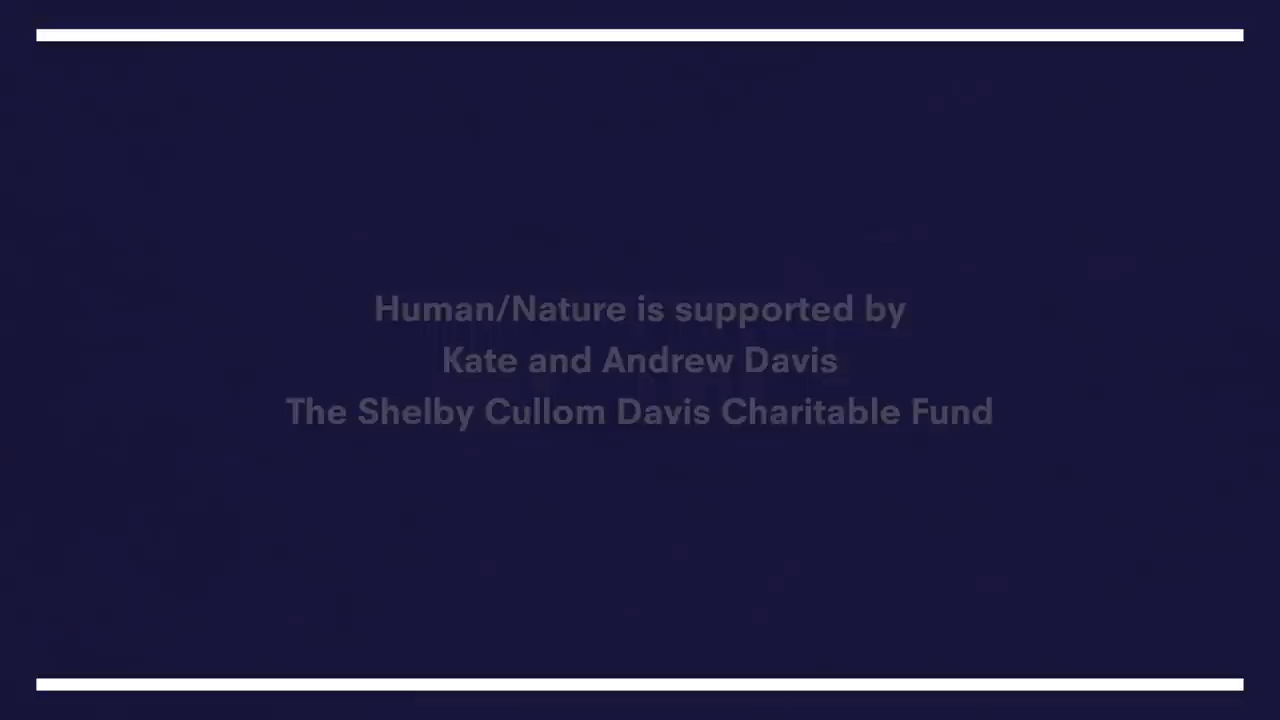 Human/Nature is supported by
Kate and Andrew Davis
The Shelby Cullom Davis Charitable Fund